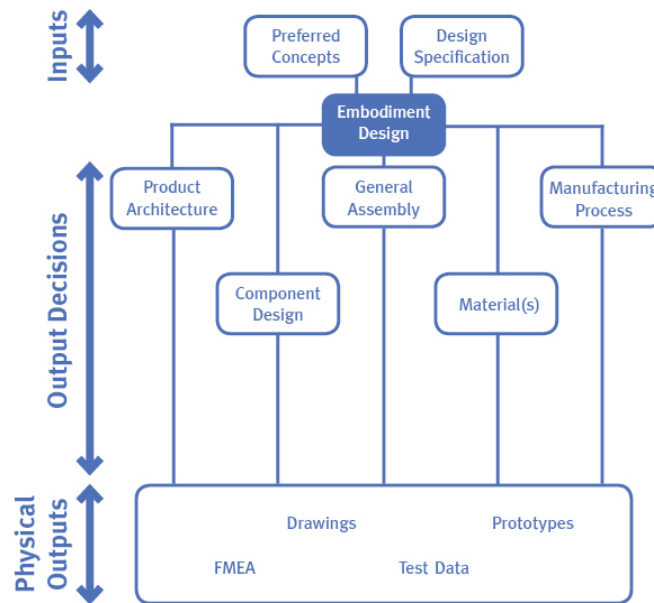 Inputs
Preferred
Concepts
Design
Specification
Embodiment
Design
Output Decisions
Product
Architecture
General
Assembly
Manufacturing
Process
Component
Design
Material(s)
Physical
Outputs
Drawings
Prototypes
FMEA
Test Data